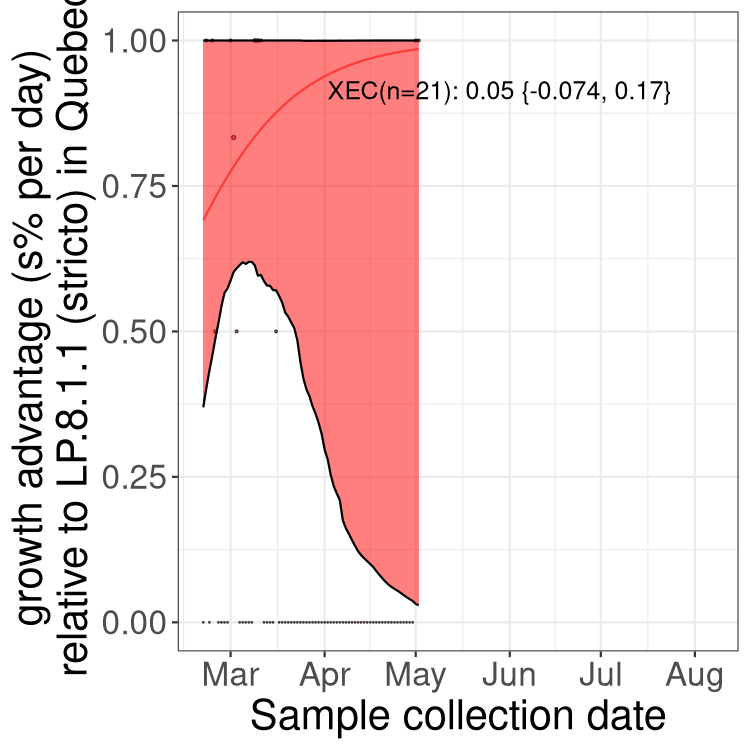 growth advantage (s% per day)
relative to LP.8.1.1 (stricto) in Quebec
1.00
0.75
0.50
0.25
0.00
XEC(n=21): 0.05 {-0.074, 0.17}
Mar Apr May Jun Jul Aug
Sample collection date